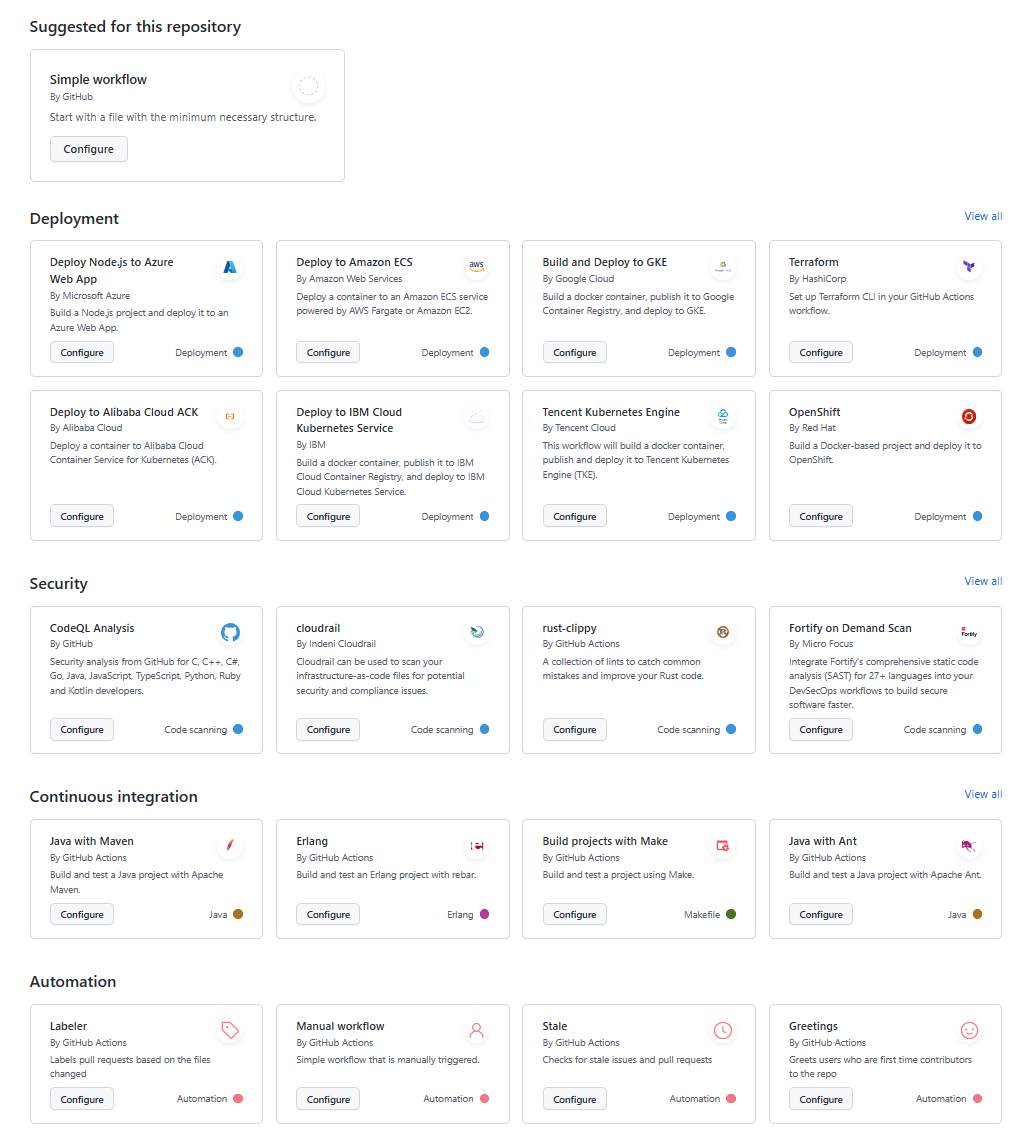 Suggested for this repository
Simple workflow
By GitHub
Start with a file with the minimum necessary structure.
Configure
Deployment
View all
Deploy Node.js to Azure
Web App
By Microsoft Azure
Build a Node.js project and deploy it to an
Azure Web App.
Configure
Deployment
aws
Deploy to Amazon ECS
By Amazon Web Services
Deploy a container to an Amazon ECS service
powered by AWS Fargate or Amazon EC2.
Configure
Deployment
Build and Deploy to GKE
By Google Cloud
Build a docker container, publish it to Google
Container Registry, and deploy to GKE.
Configure
Deployment
Terraform
By HashiCorp
Set up Terraform CLI in your GitHub Actions
workflow.
Configure
Deployment
Deploy to Alibaba Cloud ACK
By Alibaba Cloud
Deploy a container to Alibaba Cloud
Container Service for Kubernetes (ACK).
Configure
Deployment
Deploy to IBM Cloud
Kubernetes Service
By IBM
Build a docker container, publish it to IBM
Cloud Container Registry, and deploy to IBM
Cloud Kubernetes Service.
Configure
Deployment
Tencent Kubernetes Engine
By Tencent Cloud
This workflow will build a docker container,
publish and deploy it to Tencent Kubernetes
Engine (TKE).
Configure
Deployment
OpenShift
By Red Hat
Build a Docker-based project and deploy it to
OpenShift.
Configure
Deployment
Security
View all
CodeQL Analysis
By GitHub
Security analysis from GitHub for C, C++, C#,
Go, Java, JavaScript, TypeScript, Python, Ruby
and Kotlin developers.
Configure
Code scanning
cloudrail
By Indeni Cloudrail
Cloudrail can be used to scan your
infrastructure-as-code files for potential
security and compliance issues.
Configure
Code scanning
rust-clippy
By GitHub Actions
A collection of lints to catch common
mistakes and improve your Rust code.
Configure
Code scanning
Fortify on Demand Scan
By Micro Focus
Fortify
Integrate Fortify's comprehensive static code
analysis (SAST) for 27+ languages into your
DevSecOps workflows to build secure
software faster.
Configure
Code scanning
Continuous integration
View all
Java with Maven
By GitHub Actions
Build and test a Java project with Apache
Maven.
Configure
Java
Erlang
By GitHub Actions
Build and test an Erlang project with rebar.
Configure
Erlang
Build projects with Make
By GitHub Actions
Build and test a project using Make.
Configure
Makefile
Java with Ant
By GitHub Actions
Build and test a Java project with Apache Ant.
Configure
Java
Automation
Labeler
By GitHub Actions
Labels pull requests based on the files
changed
Configure
Automation
Manual workflow
By GitHub Actions
Simple workflow that is manually triggered.
Configure
Automation
Stale
By GitHub Actions
Checks for stale issues and pull requests
Configure
Automation
Greetings
By GitHub Actions
Greets users who are first time contributors
to the repo
Configure
Automation